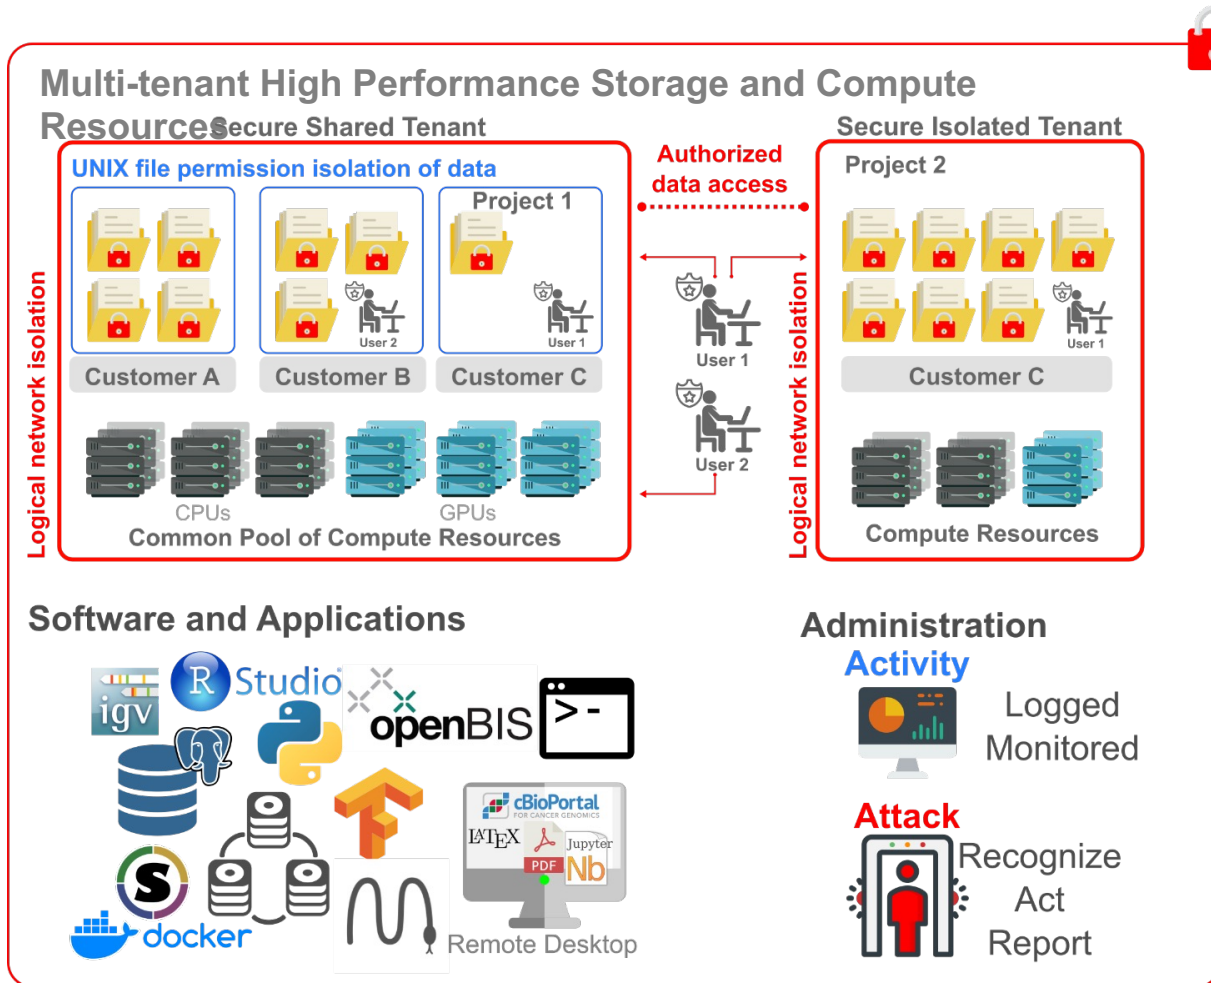 Multi-tenant High Performance Storage and Compute
Resources
Secure Shared Tenant
Secure Isolated Tenant
UNIX file permission isolation of data
Project 1
Authorized
data access
Project 2
Logical network isolation
User 2
User 1
Customer A
Customer B
Customer C
CPUs
GPUs
Common Pool of Compute Resources
User 1
User 2
Logical network isolation
User 1
Customer C
Compute Resources
Software and Applications
igv
R Studio
openBIS
>-
S
docker
cBioPortal
FOR CANCER GENOMICS
LATEX
PDF
Jupyter
Nb
Remote Desktop
Administration
Activity
Logged
Monitored
Attack
Recognize
Act
Report